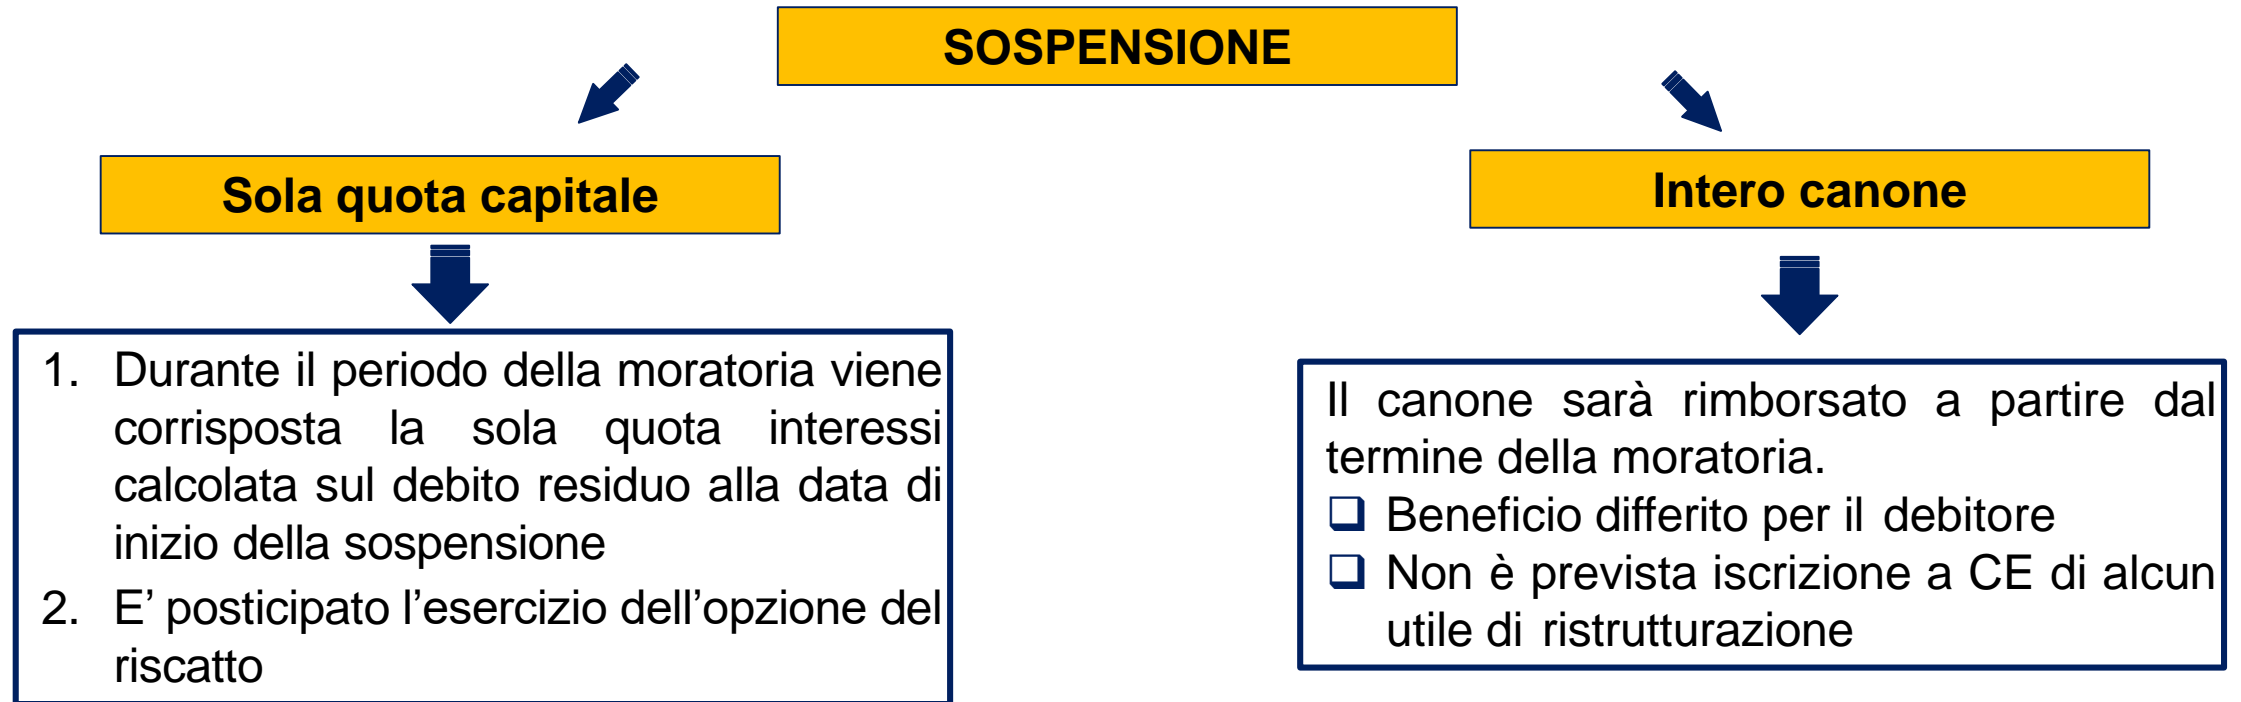 SOSPENSIONE
Sola quota capitale
Intero canone
1. Durante il periodo della moratoria viene
corrisposta la sola quota interessi
calcolata sul debito residuo alla data di
inizio della sospensione
2. E’ posticipato l’esercizio dell’opzione del
riscatto
Il canone sarà rimborsato a partire dal
termine della moratoria.
❑ Beneficio differito per il debitore
❑ Non è prevista iscrizione a CE di alcun
utile di ristrutturazione